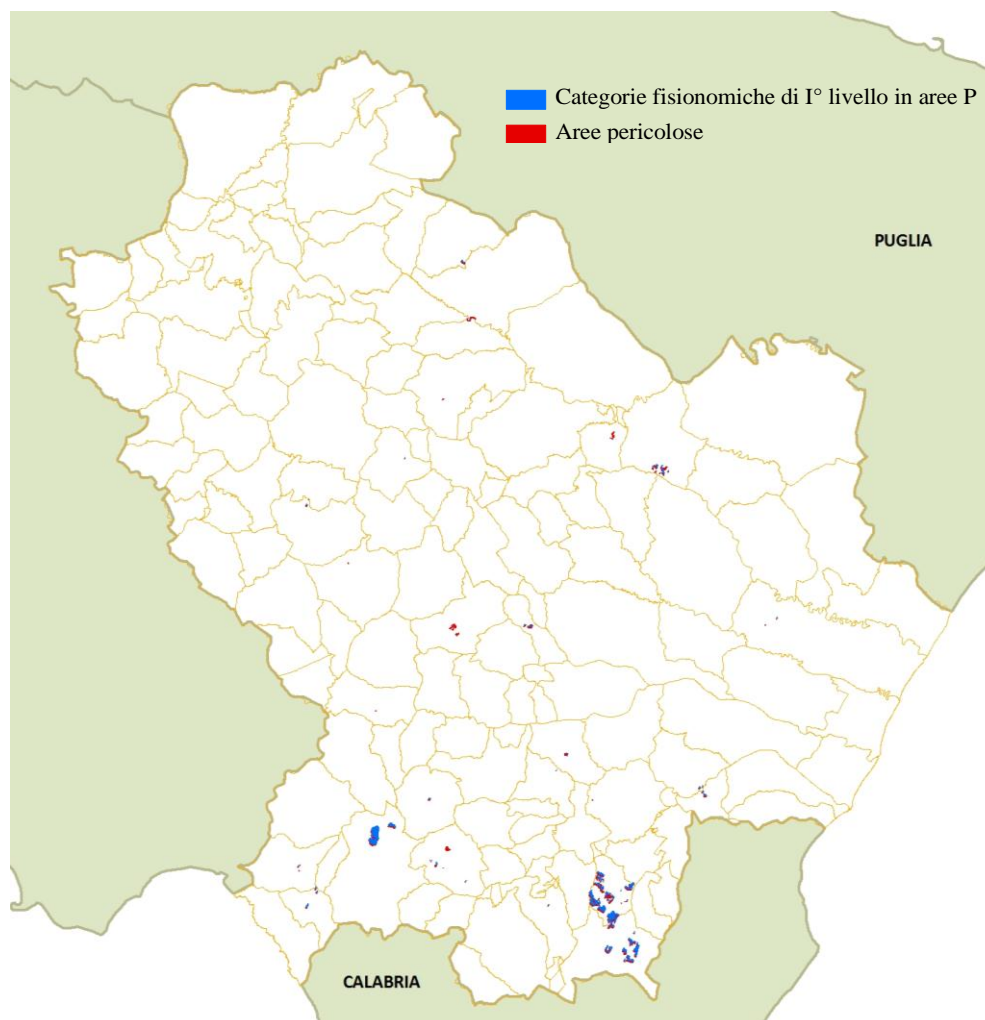 Categorie fisionomiche di I° livello in aree P
Aree pericolose
PUGLIA
CALABRIA